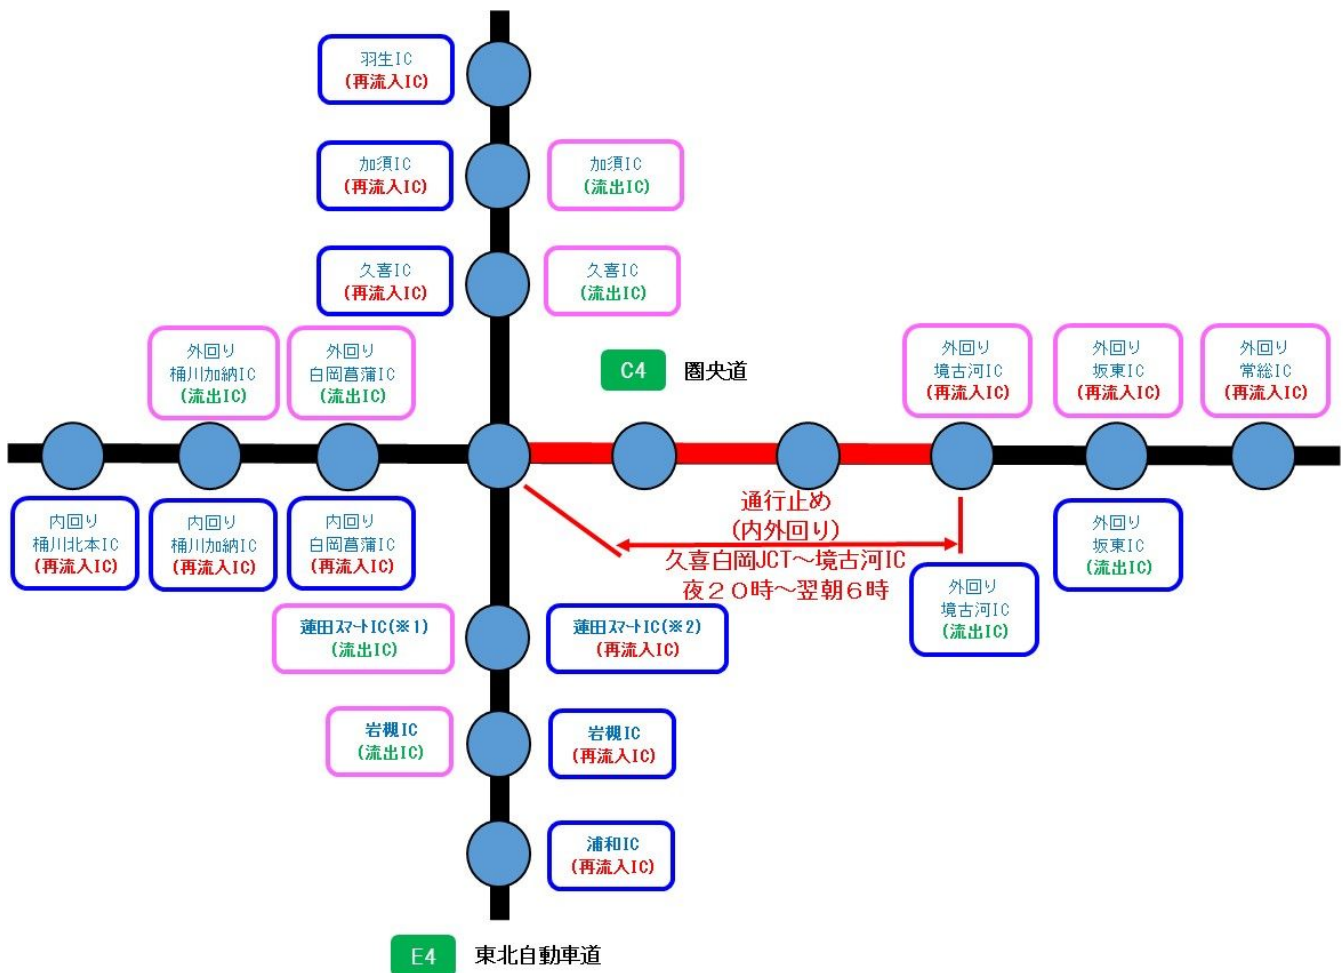 羽生IC
(再流入IC)
加須IC
(再流入IC)
加須IC
(流出IC)
久喜IC
(再流入IC)
久喜IC
(流出IC)
外回り
桶川加納IC
(流出IC)
外回り
白岡菖蒲IC
(流出IC)
C4
圏央道
外回り
境古河IC
(再流入IC)
外回り
坂東IC
(再流入IC)
外回り
常総IC
(再流入IC)
内回り
桶川北本IC
(再流入IC)
内回り
桶川加納IC
(再流入IC)
内回り
白岡菖蒲IC
(再流入IC)
通行止め
(内外回り)
久喜白岡JCT～境古河IC
夜２０時～翌朝６時
外回り
境古河IC
(流出IC)
外回り
坂東IC
(流出IC)
蓮田スマートIC(※1)
(流出IC)
蓮田スマートIC(※2)
(再流入IC)
岩槻IC
(流出IC)
岩槻IC
(再流入IC)
浦和IC
(再流入IC)
E4
東北自動車道